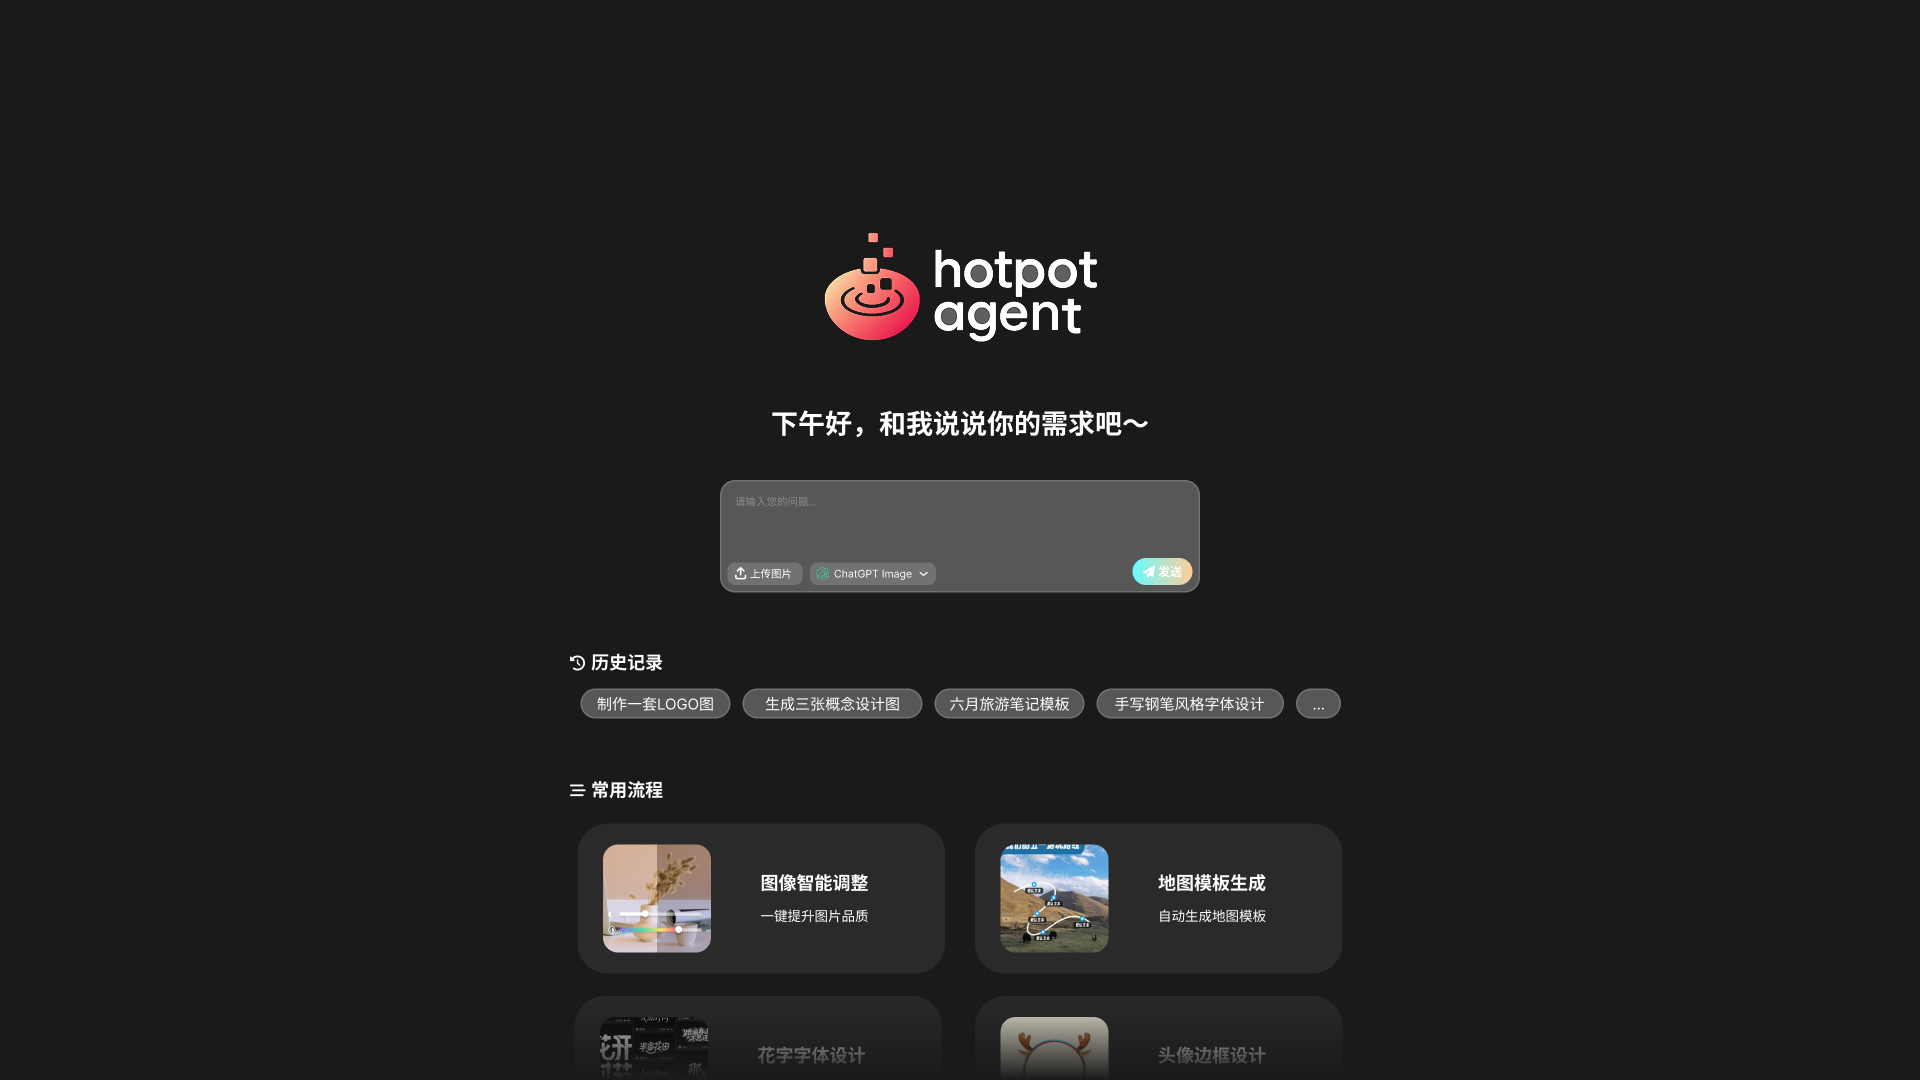 hotpot
agent
下午好，和我说说你的需求吧～
请输入您的问题...
上传图片
ChatGPT Image
发送
历史记录
制作一套LOGO图
生成三张概念设计图
六月旅游笔记模板
手写钢笔风格字体设计
...
常用流程
图像智能调整
一键提升图片品质
地图模板生成
自动生成地图模板
花字字体设计
头像边框设计